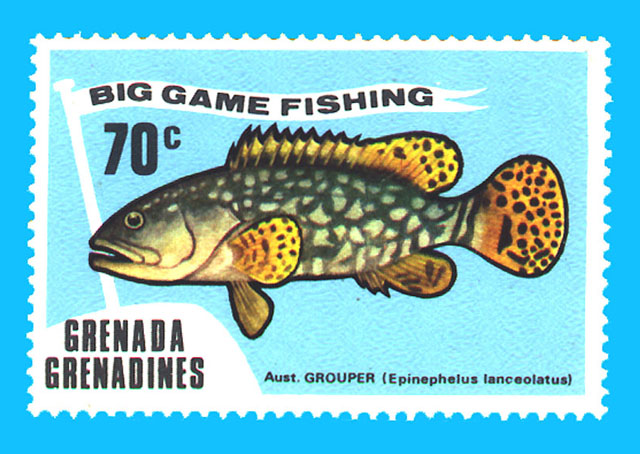 BIG GAME FISHING
70c
GRENADA
GRENADINES
Aust. GROUPER (Epinephelus lanceolatus)